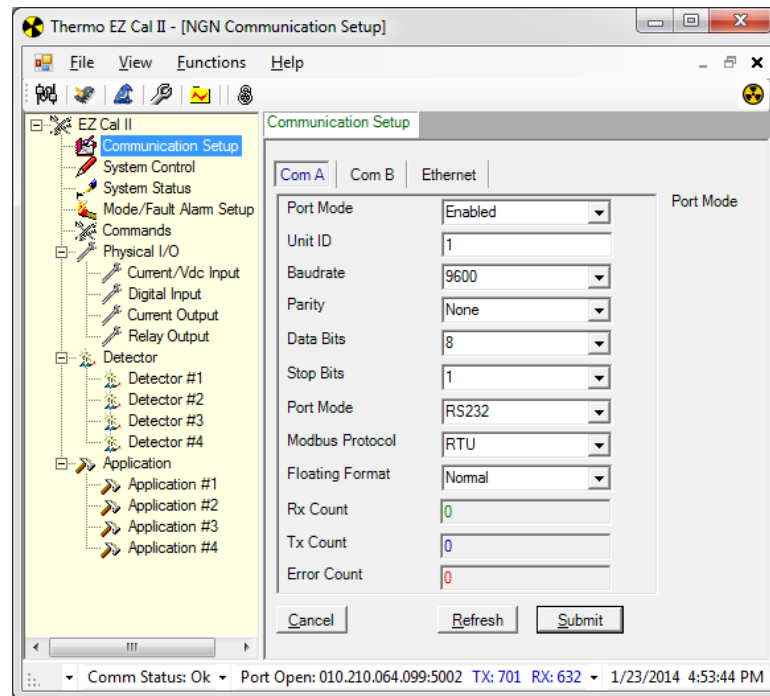 Thermo EZ Cal II - [NGN Communication Setup]
File View Functions Help
EZ Cal II
Communication Setup
System Control
System Status
Mode/Fault Alarm Setup
Commands
Physical I/O
Current/Vdc Input
Digital Input
Current Output
Relay Output
Detector
Detector #1
Detector #2
Detector #3
Detector #4
Application
Application #1
Application #2
Application #3
Application #4
Communication Setup
Com A Com B Ethernet
Port Mode Enabled
Unit ID 1
Baudrate 9600
Parity None
Data Bits 8
Stop Bits 1
Port Mode RS232
Modbus Protocol RTU
Floating Format Normal
Rx Count 0
Tx Count 0
Error Count 0
Port Mode
Cancel Refresh Submit
Comm Status: Ok Port Open: 010.210.064.099:5002 TX: 701 RX: 632 1/23/2014 4:53:44 PM